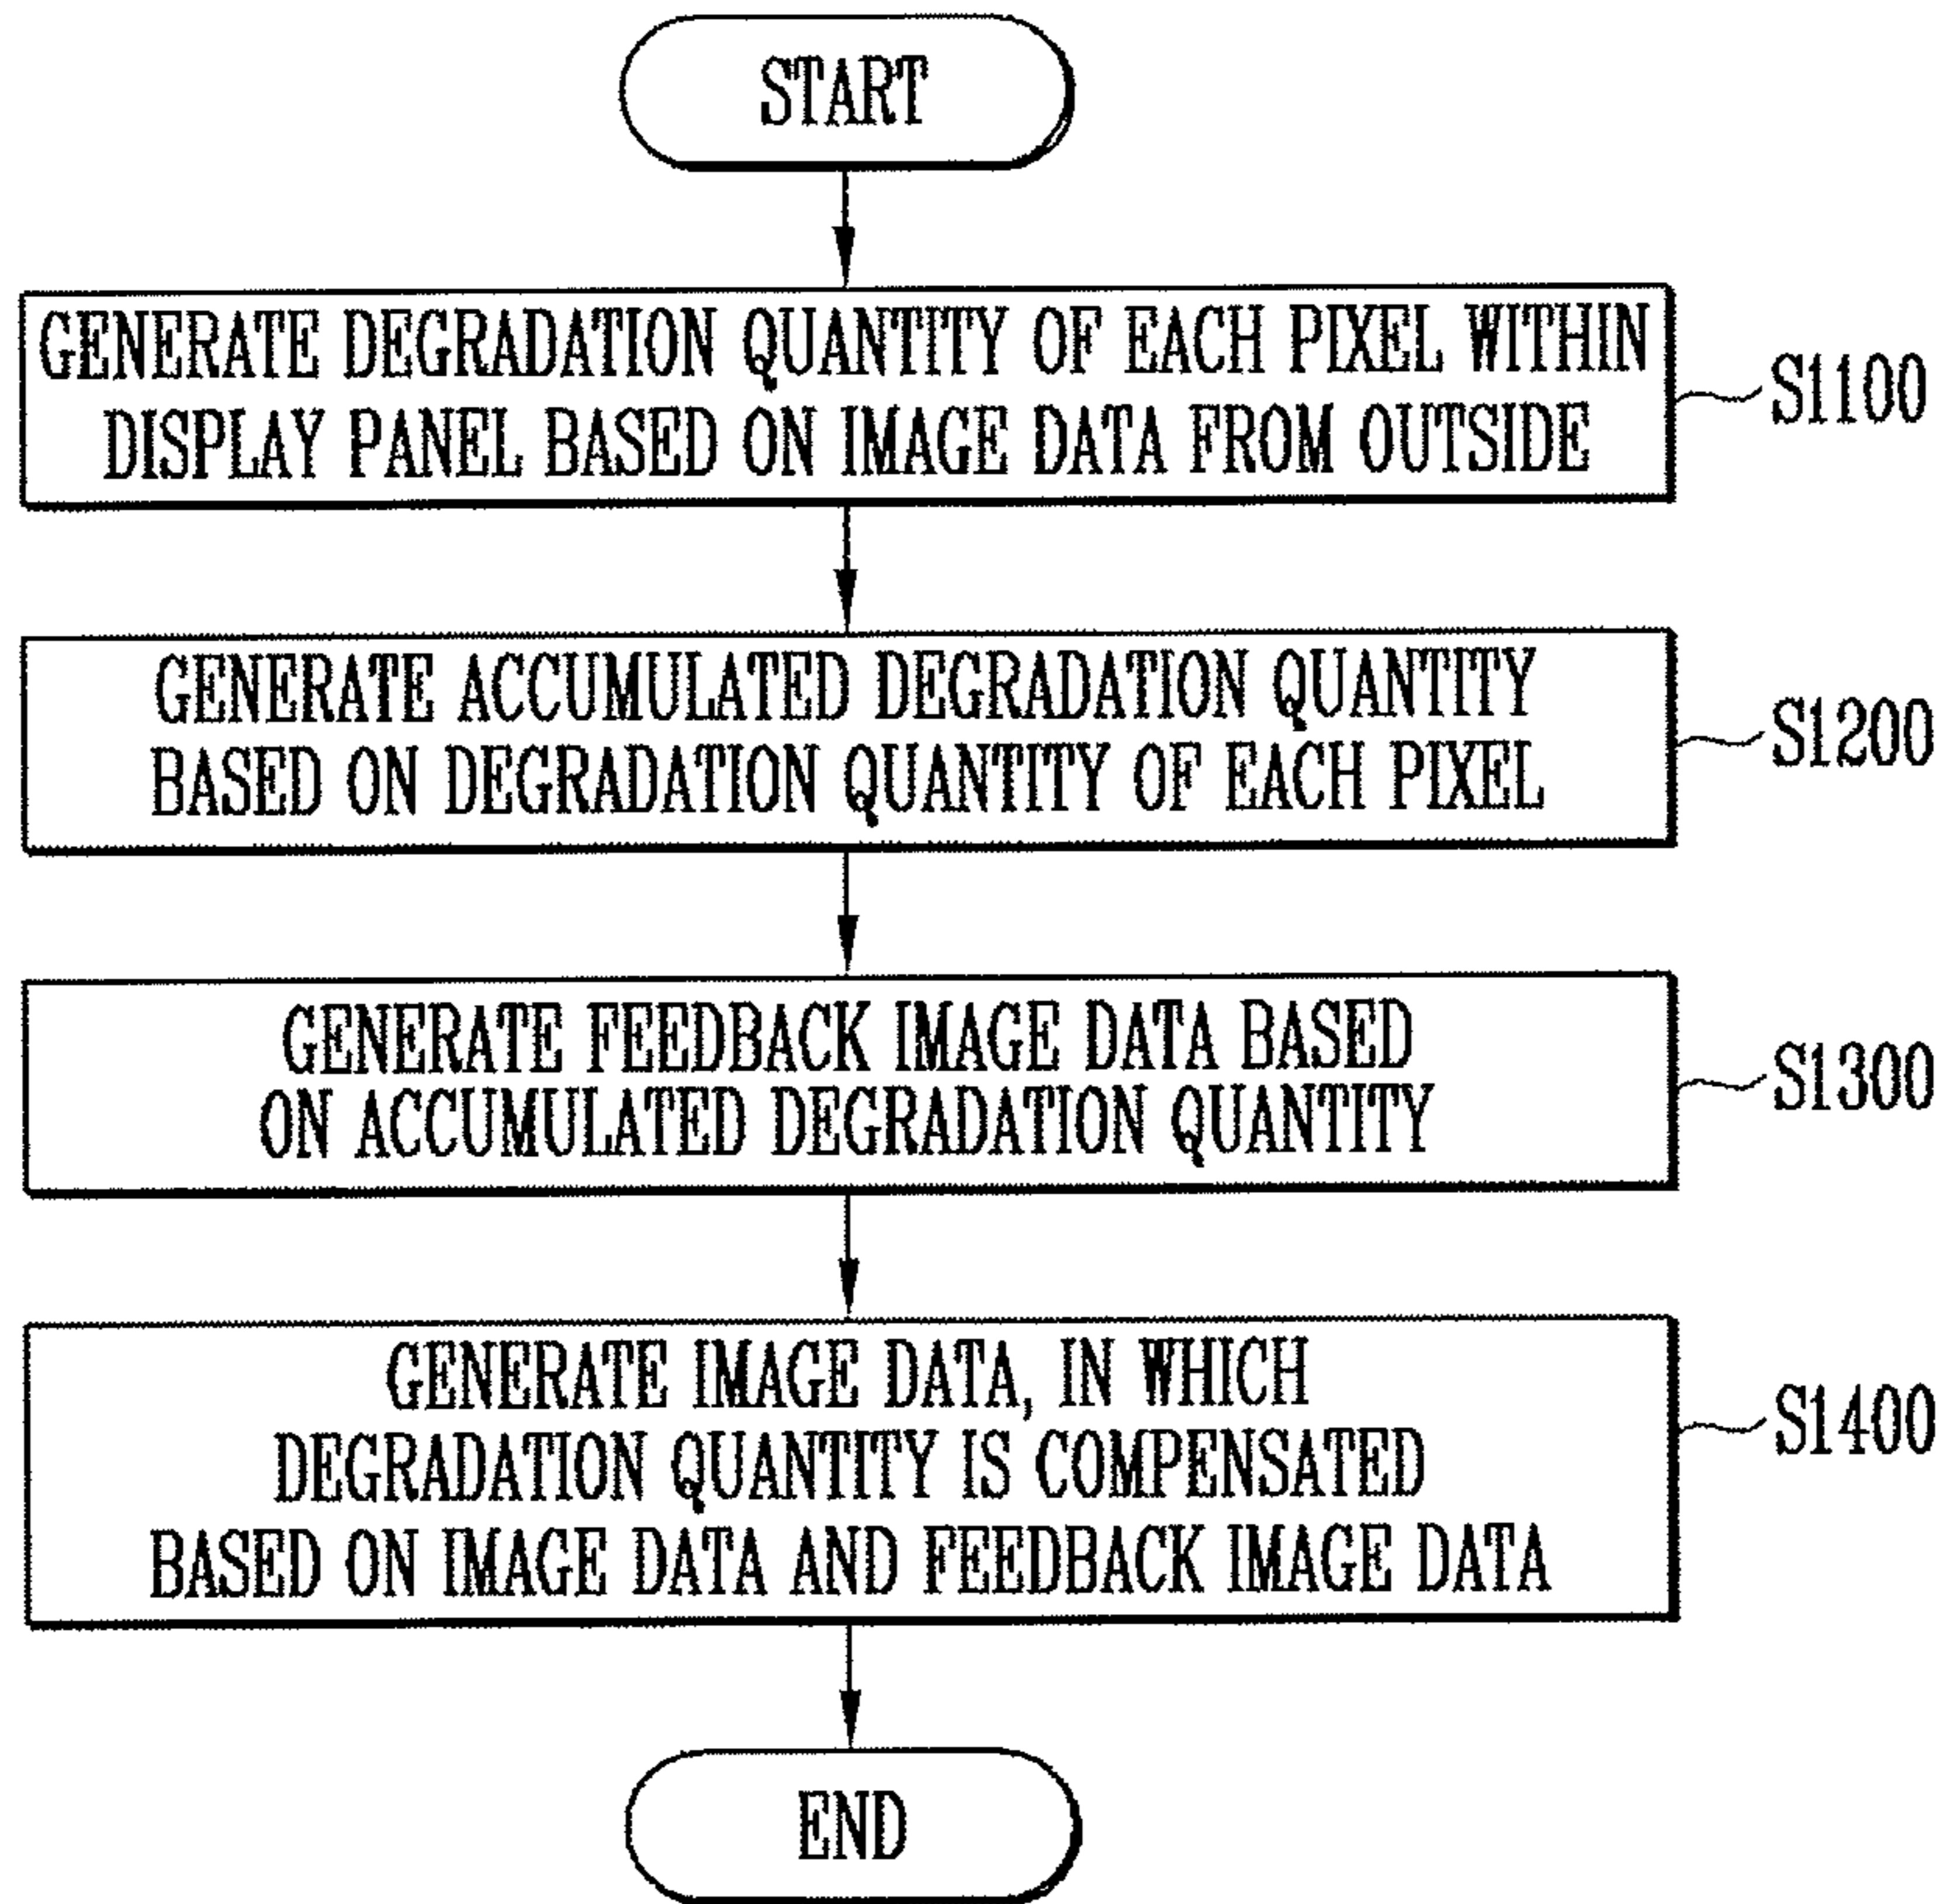 START
GENERATE DEGRADATION QUANTITY OF EACH PIXEL WITHIN
DISPLAY PANEL BASED ON IMAGE DATA FROM OUTSIDE
S1100
GENERATE ACCUMULATED DEGRADATION QUANTITY
BASED ON DEGRADATION QUANTITY OF EACH PIXEL
S1200
GENERATE FEEDBACK IMAGE DATA BASED
ON ACCUMULATED DEGRADATION QUANTITY
S1300
GENERATE IMAGE DATA, IN WHICH
DEGRADATION QUANTITY IS COMPENSATED
BASED ON IMAGE DATA AND FEEDBACK IMAGE DATA
S1400
END